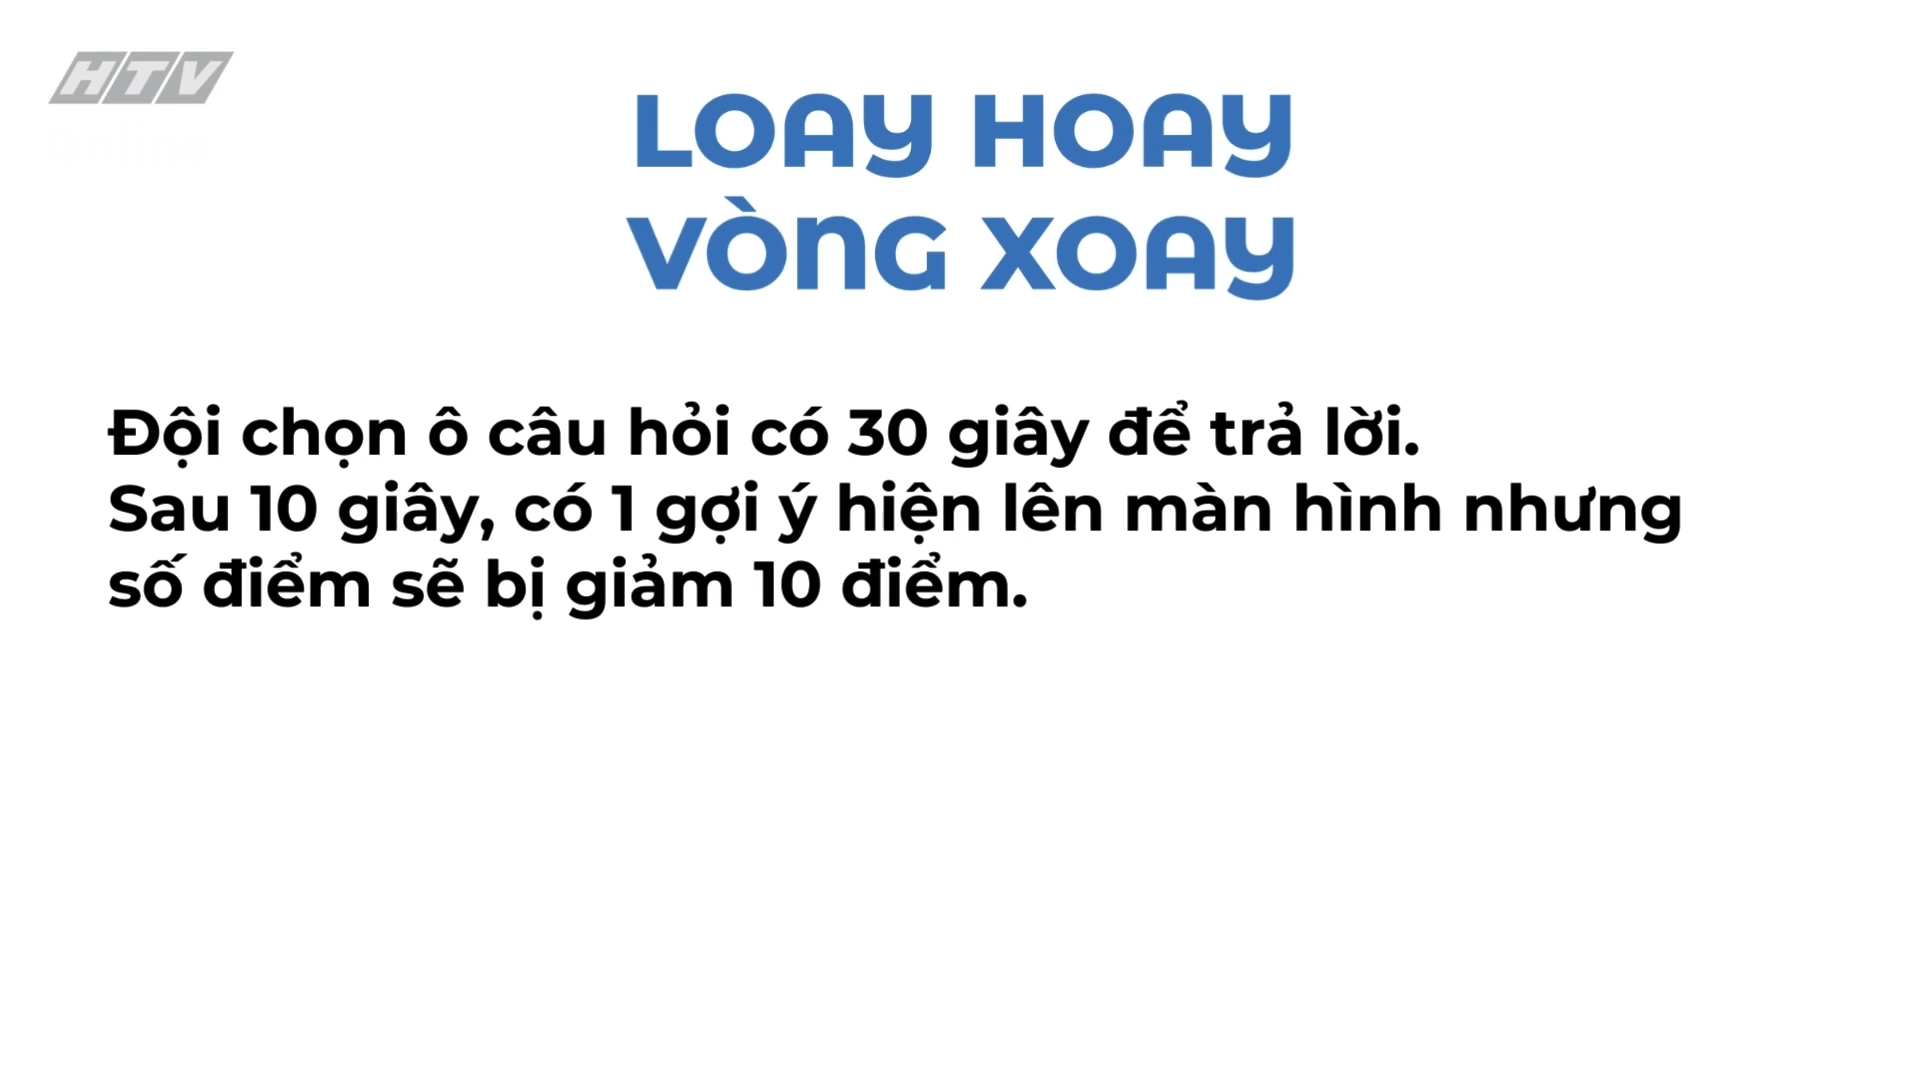 HTV
Online
LOAY HOAY
VÒNG XOAY
Đội chọn ô câu hỏi có 30 giây để trả lời.
Sau 10 giây, có 1 gợi ý hiện lên màn hình nhưng
số điểm sẽ bị giảm 10 điểm.